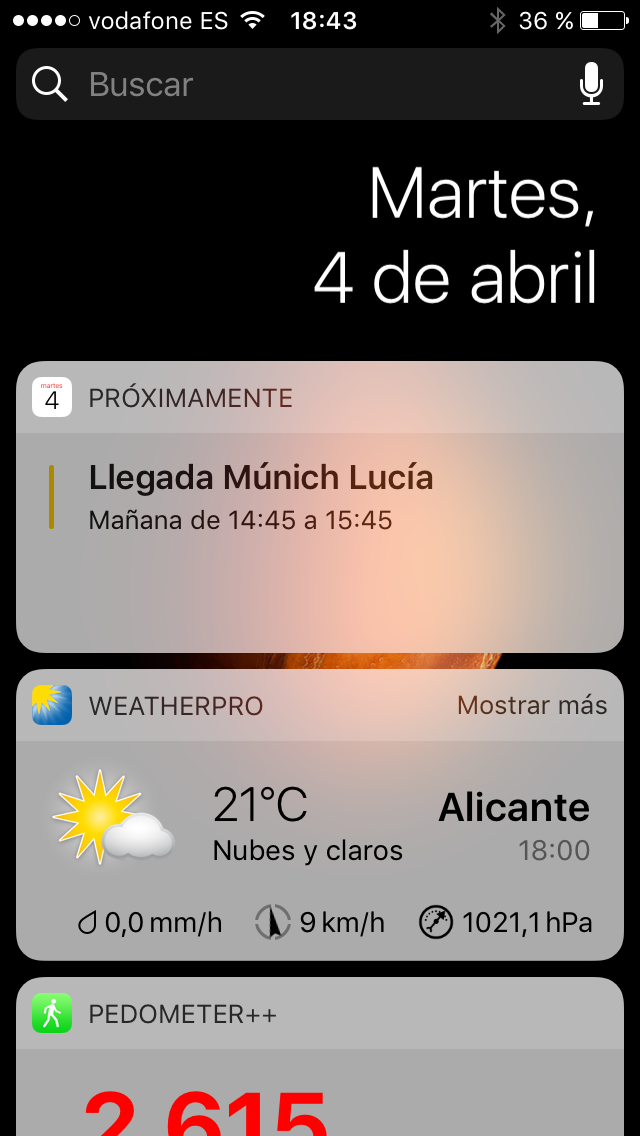 vodafone ES 18:43 36 %
Buscar
Martes,
4 de abril
martes
4
PRÓXIMAMENTE
Llegada Múnich Lucía
Mañana de 14:45 a 15:45
WEATHERPRO Mostrar más
21°C Alicante
Nubes y claros 18:00
0,0 mm/h 9 km/h 1021,1 hPa
PEDOMETER++
2.615